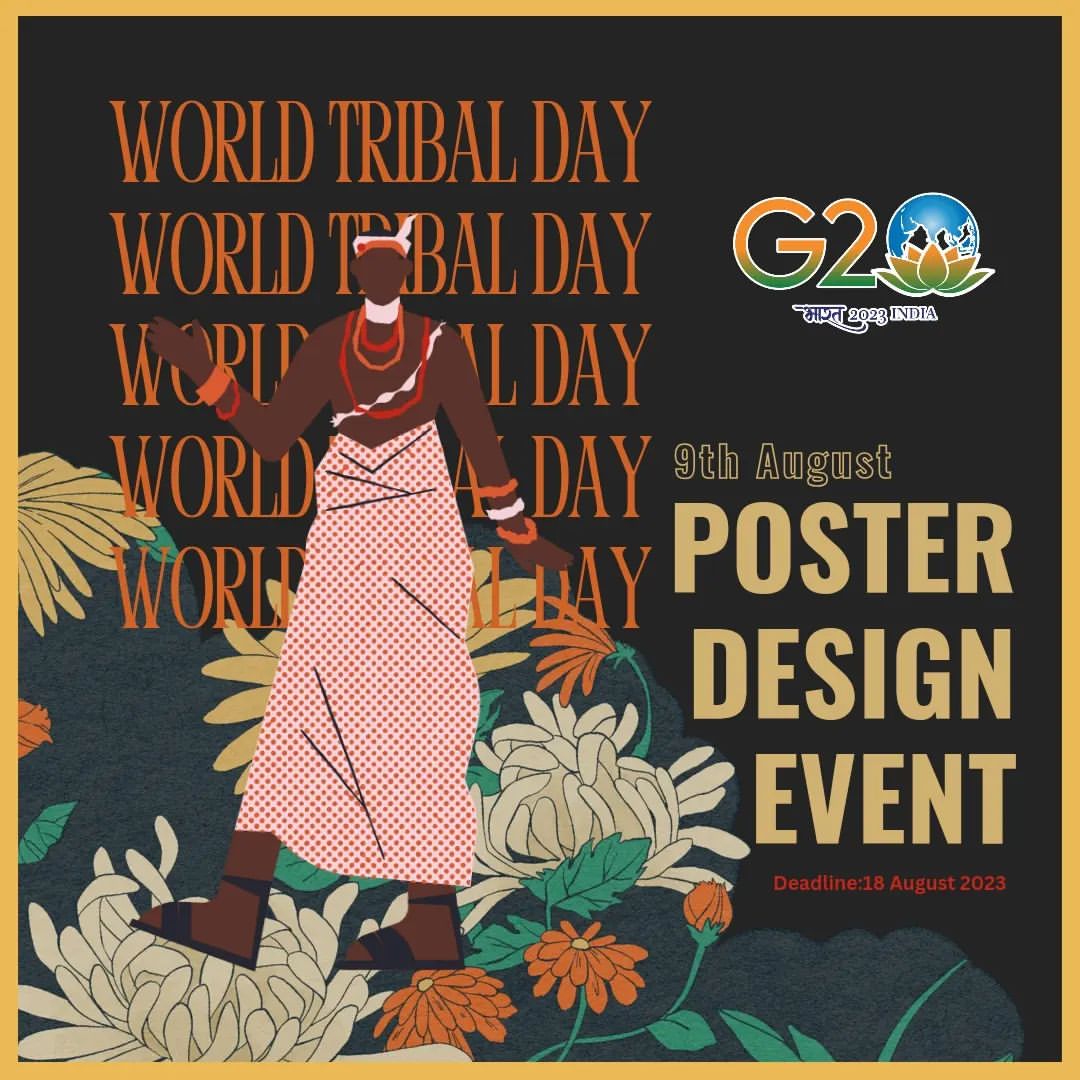 WORLD TRIBAL DAY
WORLD TRIBAL DAY
WORLD DAY
WORLD DAY
WORLD DAY
G20
भारत 2023 INDIA
9th August
POSTER
DESIGN
EVENT
Deadline:18 August 2023